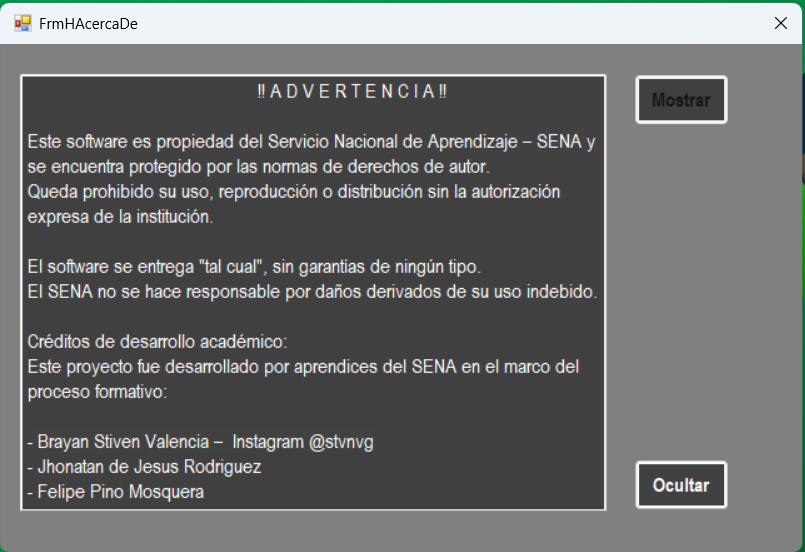 FrmHAcercaDe
!! A D V E R T E N C I A !!
Mostrar
Este software es propiedad del Servicio Nacional de Aprendizaje – SENA y
se encuentra protegido por las normas de derechos de autor.
Queda prohibido su uso, reproducción o distribución sin la autorización
expresa de la institución.
El software se entrega "tal cual", sin garantias de ningún tipo.
El SENA no se hace responsable por daños derivados de su uso indebido.
Créditos de desarrollo académico:
Este proyecto fue desarrollado por aprendices del SENA en el marco del
proceso formativo:
- Brayan Stiven Valencia – Instagram @stvnvg
- Jhonatan de Jesus Rodriguez
- Felipe Pino Mosquera
Ocultar